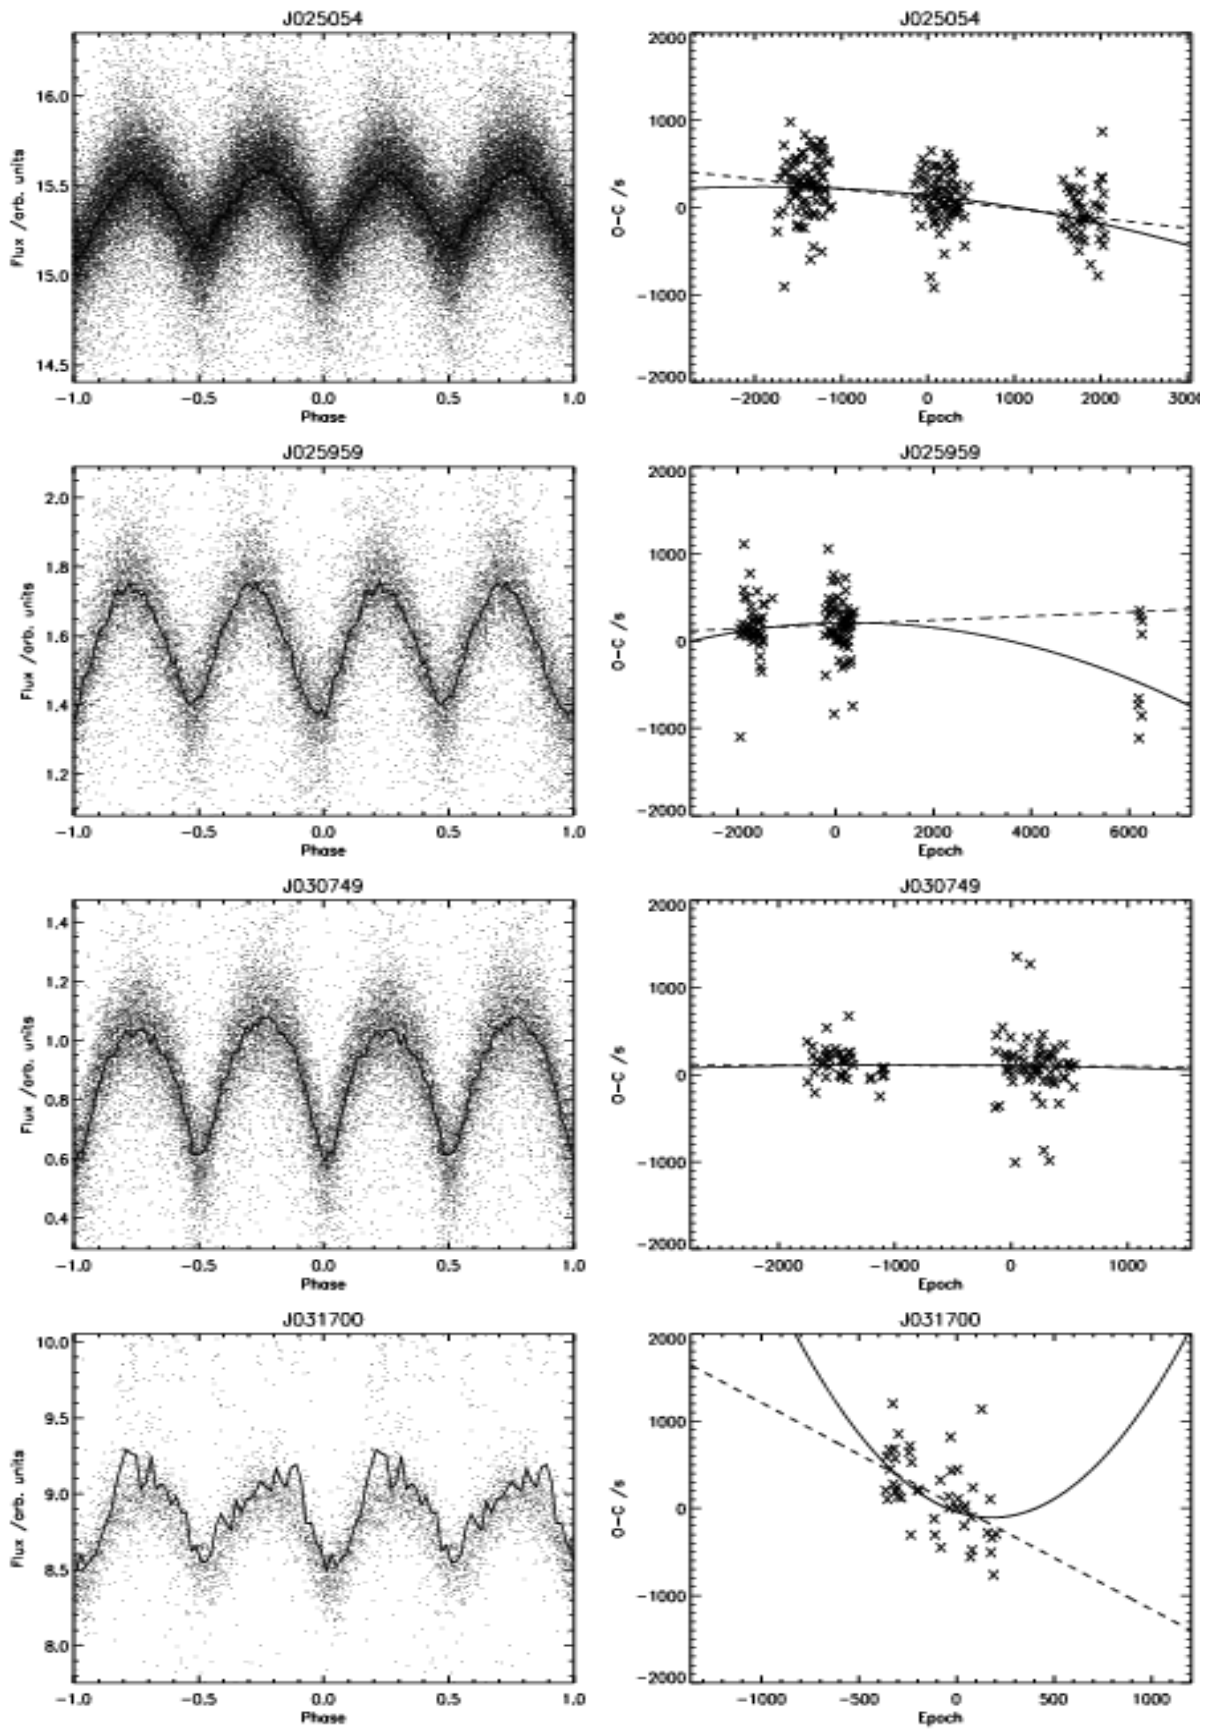 J025054
J025054
16.0
15.5
15.0
14.5
Flux /arb. units
-1.0 -0.5 0.0 0.5 1.0
Phase
2000
1000
0
-1000
-2000
O-C /s
-2000 -1000 0 1000 2000 3000
Epoch
J025959
J025959
2.0
1.8
1.6
1.4
1.2
Flux /arb. units
-1.0 -0.5 0.0 0.5 1.0
Phase
2000
1000
0
-1000
-2000
O-C /s
-2000 0 2000 4000 6000
Epoch
J030749
J030749
1.4
1.2
1.0
0.8
0.6
0.4
Flux /arb. units
-1.0 -0.5 0.0 0.5 1.0
Phase
2000
1000
0
-1000
-2000
O-C /s
-2000 -1000 0 1000
Epoch
J031700
J031700
10.0
9.5
9.0
8.5
8.0
Flux /arb. units
-1.0 -0.5 0.0 0.5 1.0
Phase
2000
1000
0
-1000
-2000
O-C /s
-1000 -500 0 500 1000
Epoch